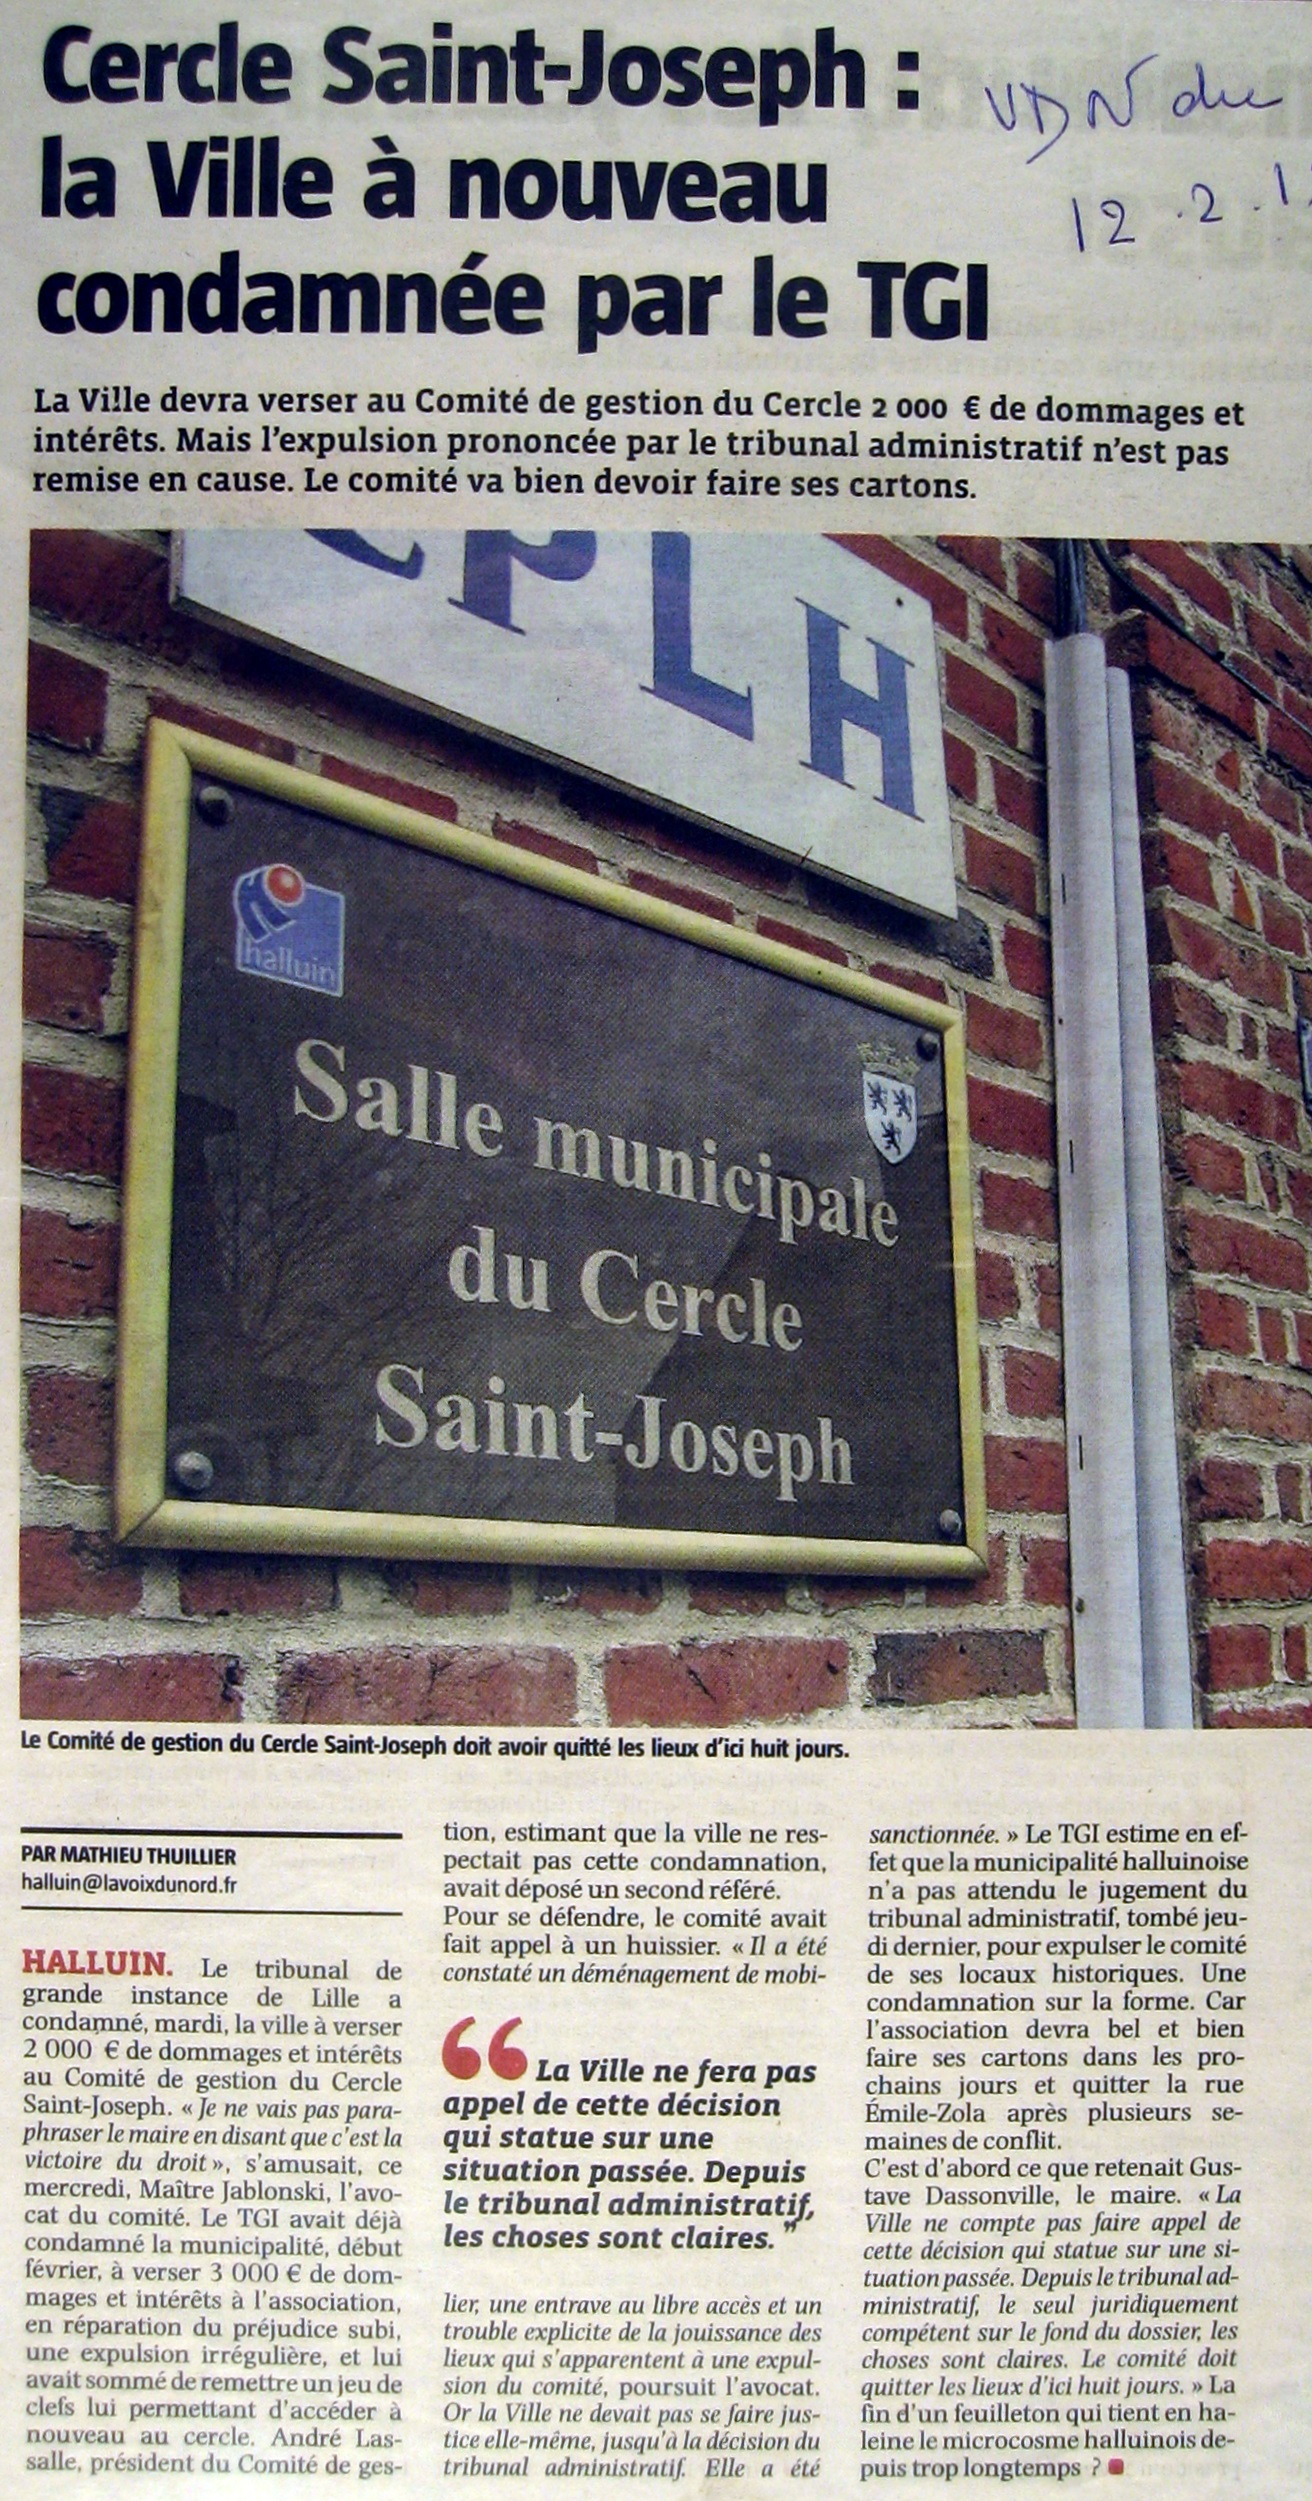 Cercle Saint-Joseph :
la Ville à nouveau
condamnée par le TGI
VDN du
12.2.1
La Ville devra verser au Comité de gestion du Cercle 2 000 € de dommages et
intérêts. Mais l'expulsion prononcée par le tribunal administratif n'est pas
remise en cause. Le comité va bien devoir faire ses cartons.
PLH
halluin
Salle municipale
du Cercle
Saint-Joseph
Le Comité de gestion du Cercle Saint-Joseph doit avoir quitté les lieux d'ici huit jours.
PAR MATHIEU THUILLIER
halluin@lavoixdunord.fr
HALLUIN. Le tribunal de
grande instance de Lille a
condamné, mardi, la ville à verser
2 000 € de dommages et intérêts
au Comité de gestion du Cercle
Saint-Joseph. « Je ne vais pas para-
phraser le maire en disant que c'est la
victoire du droit », s'amusait, ce
mercredi, Maître Jablonski, l'avo-
cat du comité. Le TGI avait déjà
condamné la municipalité, début
février, à verser 3 000 € de dom-
mages et intérêts à l'association,
en réparation du préjudice subi,
une expulsion irrégulière, et lui
avait sommé de remettre un jeu de
clefs lui permettant d'accéder à
nouveau au cercle. André Las-
salle, président du Comité de ges-
tion, estimant que la ville ne res-
pectait pas cette condamnation,
avait déposé un second référé.
Pour se défendre, le comité avait
fait appel à un huissier. « Il a été
constaté un déménagement de mobi-
“ La Ville ne fera pas
appel de cette décision
qui statue sur une
situation passée. Depuis
le tribunal administratif,
les choses sont claires. ”
lier, une entrave au libre accès et un
trouble explicite de la jouissance des
lieux qui s'apparentent à une expul-
sion du comité, poursuit l'avocat.
Or la Ville ne devait pas se faire jus-
tice elle-même, jusqu'à la décision du
tribunal administratif. Elle a été
sanctionnée. » Le TGI estime en ef-
fet que la municipalité halluinoise
n'a pas attendu le jugement du
tribunal administratif, tombé jeu-
di dernier, pour expulser le comité
de ses locaux historiques. Une
condamnation sur la forme. Car
l'association devra bel et bien
faire ses cartons dans les pro-
chains jours et quitter la rue
Émile-Zola après plusieurs se-
maines de conflit.
C'est d'abord ce que retenait Gus-
tave Dassonville, le maire. « La
Ville ne compte pas faire appel de
cette décision qui statue sur une si-
tuation passée. Depuis le tribunal ad-
ministratif, le seul juridiquement
compétent sur le fond du dossier, les
choses sont claires. Le comité doit
quitter les lieux d'ici huit jours. » La
fin d'un feuilleton qui tient en ha-
leine le microcosme halluinois de-
puis trop longtemps ?